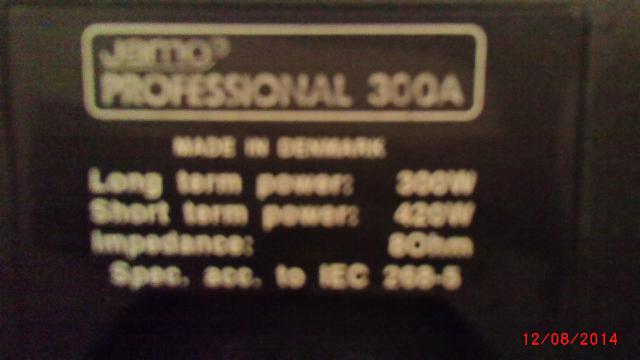 Jamo
PROFESSIONAL 300A
MADE IN DENMARK
Long term power: 300W
Short term power: 420W
Impedance: 8Ohm
Spec. acc. to IEC 268-5
12/08/2014